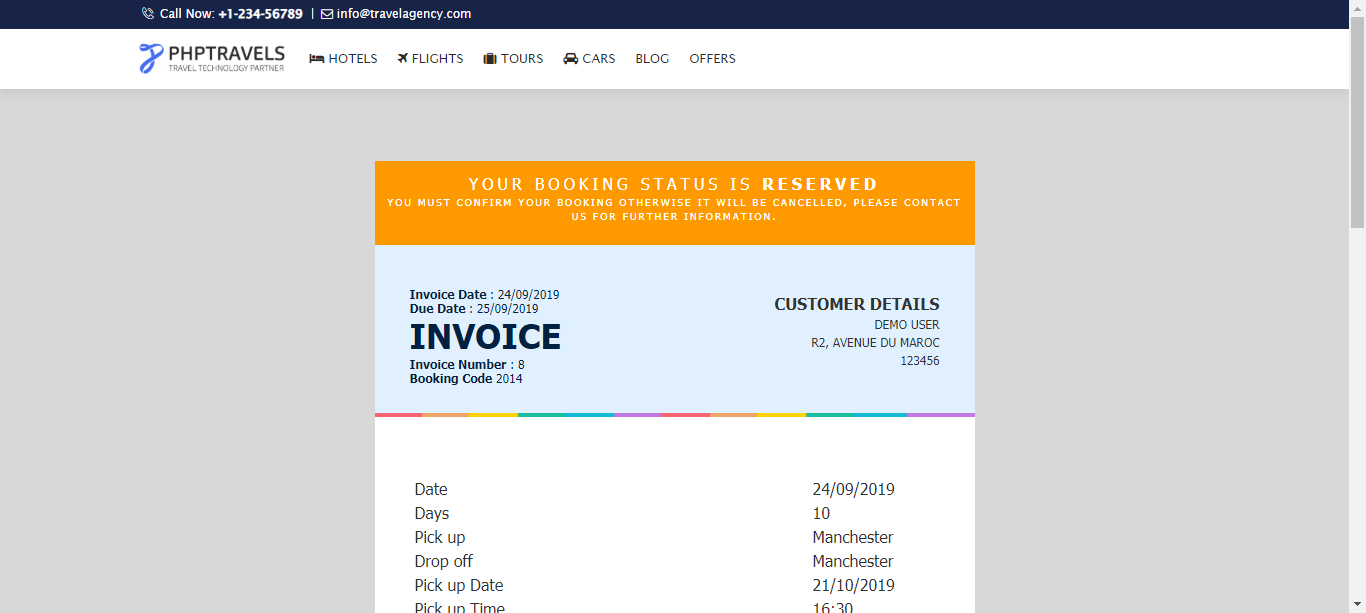 Call Now: +1-234-56789 | info@travelagency.com
PHPTRAVELS
TRAVEL TECHNOLOGY PARTNER
HOTELS FLIGHTS TOURS CARS BLOG OFFERS
YOUR BOOKING STATUS IS RESERVED
YOU MUST CONFIRM YOUR BOOKING OTHERWISE IT WILL BE CANCELLED, PLEASE CONTACT
US FOR FURTHER INFORMATION.
Invoice Date : 24/09/2019
Due Date : 25/09/2019
INVOICE
Invoice Number : 8
Booking Code 2014
CUSTOMER DETAILS
DEMO USER
R2, AVENUE DU MAROC
123456
Date 24/09/2019
Days 10
Pick up Manchester
Drop off Manchester
Pick up Date 21/10/2019
Pick up Time 16:30